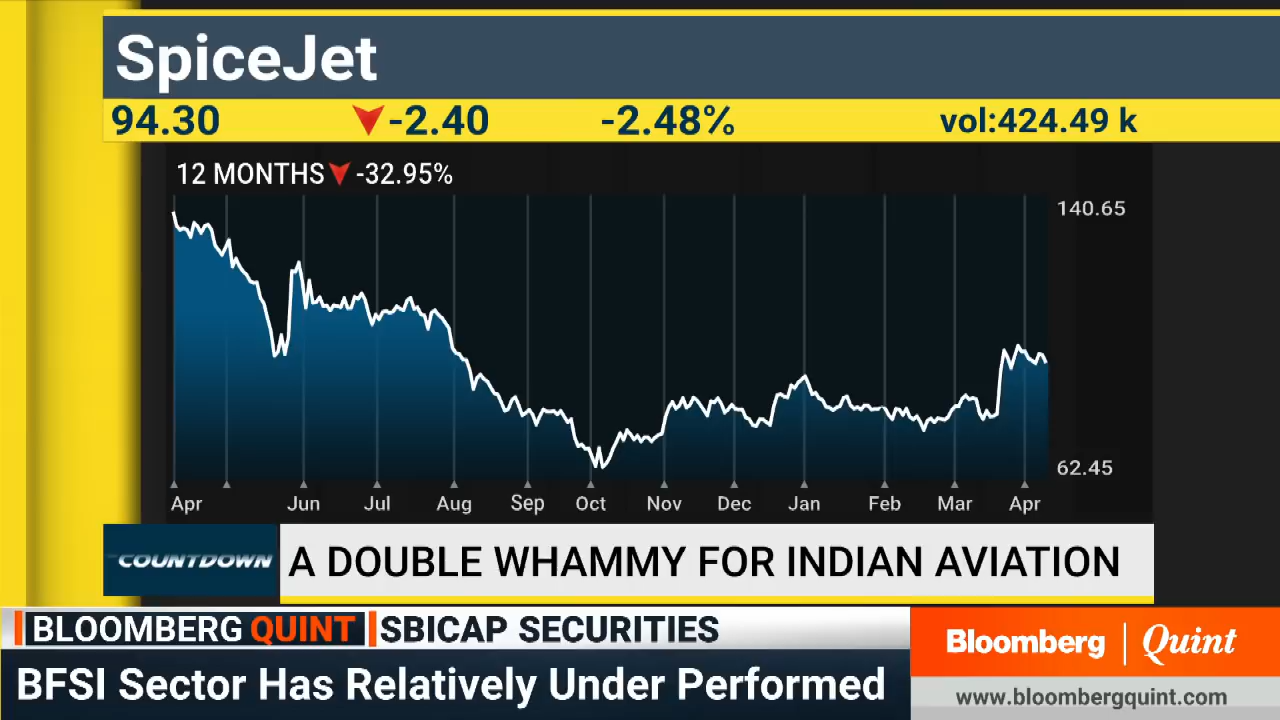 SpiceJet
94.30 -2.40 -2.48% vol:424.49 k
12 MONTHS -32.95%
140.65
62.45
Apr Jun Jul Aug Sep Oct Nov Dec Jan Feb Mar Apr
COUNTDOWN A DOUBLE WHAMMY FOR INDIAN AVIATION
BLOOMBERG QUINT SBICAP SECURITIES
BFSI Sector Has Relatively Under Performed
Bloomberg | Quint
www.bloombergquint.com